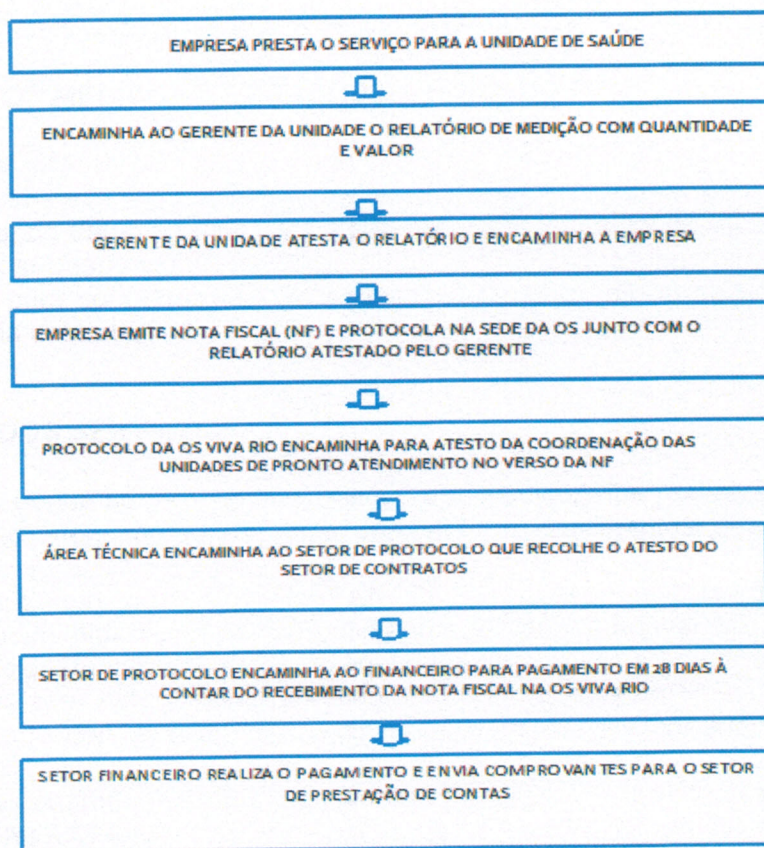 EMPRESA PRESTA O SERVIÇO PARA A UNIDADE DE SAÚDE
ENCAMINHA AO GERENTE DA UNIDADE O RELATÓRIO DE MEDIÇÃO COM QUANTIDADE
E VALOR
GERENTE DA UNIDADE ATESTA O RELATÓRIO E ENCAMINHA A EMPRESA
EMPRESA EMITE NOTA FISCAL (NF) E PROTOCOLA NA SEDE DA OS JUNTO COM O
RELATÓRIO ATESTADO PELO GERENTE
PROTOCOLO DA OS VIVA RIO ENCAMINHA PARA ATESTO DA COORDENAÇÃO DAS
UNIDADES DE PRONTO ATENDIMENTO NO VERSO DA NF
ÁREA TÉCNICA ENCAMINHA AO SETOR DE PROTOCOLO QUE RECOLHE O ATESTO DO
SETOR DE CONTRATOS
SETOR DE PROTOCOLO ENCAMINHA AO FINANCEIRO PARA PAGAMENTO EM 28 DIAS À
CONTAR DO RECEBIMENTO DA NOTA FISCAL NA OS VIVA RIO
SETOR FINANCEIRO REALIZA O PAGAMENTO E ENVIA COMPROVANTES PARA O SETOR
DE PRESTAÇÃO DE CONTAS